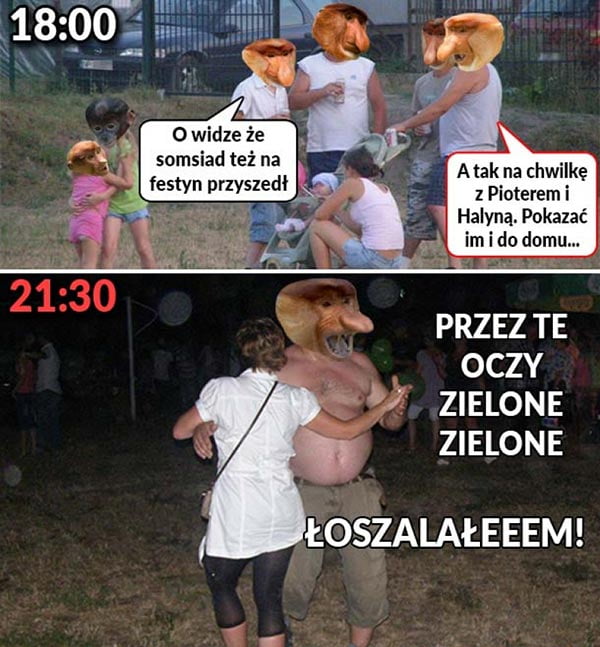 18:00
O widze że
somsiad też na
festyn przyszedł
A tak na chwilkę
z Pioterem i
Halyną. Pokazać
im i do domu...
21:30
PRZEZ TE
OCZY
ZIELONE
ZIELONE
ŁOSZALAŁEEEM!